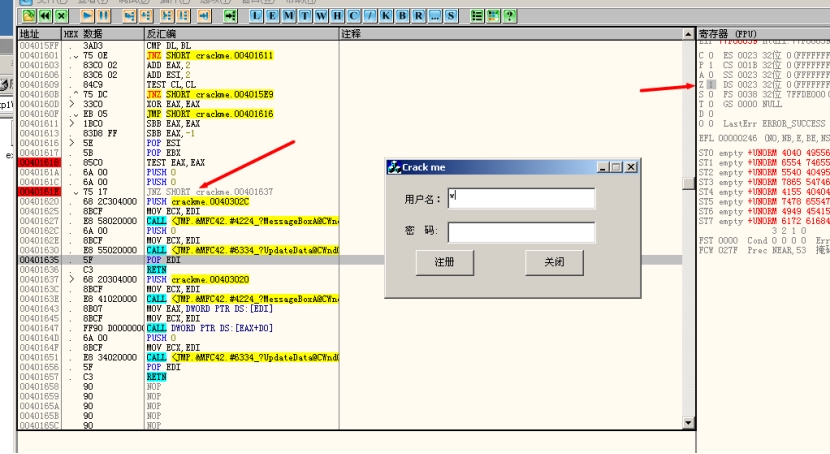 L E M T W H C / K B R ... S
地址 HEX 数据 反汇编 注释 寄存器 (FPU)
004015FF . 3AD3 CMP DL,BL
00401601 . 75 0E JNZ SHORT crackme.00401611
00401603 . 83C0 02 ADD EAX,2
00401606 . 83C6 02 ADD ESI,2
00401609 . 84C9 TEST CL,CL
0040160B .^ 75 DC JNZ SHORT crackme.004015E9
0040160D > 33C0 XOR EAX,EAX
0040160F . EB 05 JMP SHORT crackme.00401616
00401611 > 1BC0 SBB EAX,EAX
00401613 . 83D8 FF SBB EAX,-1
00401616 > 5E POP ESI
00401617 . 5B POP EBX
00401618 . 85C0 TEST EAX,EAX
0040161A . 6A 00 PUSH 0
0040161C . 6A 00 PUSH 0
0040161E . 75 17 JNZ SHORT crackme.00401637
00401620 . 68 2C304000 PUSH crackme.0040302C
00401625 . 8BCF MOV ECX,EDI
00401627 . E8 58020000 CALL <JMP.&MFC42.#4224_?MessageBoxA@CWn
0040162C . 6A 00 PUSH 0
0040162E . 8BCF MOV ECX,EDI
00401630 . E8 55020000 CALL <JMP.&MFC42.#6334_?UpdateData@CWnd
00401635 . 5F POP EDI
00401636 . C3 RETN
00401637 > 68 20304000 PUSH crackme.00403020
0040163C . 8BCF MOV ECX,EDI
0040163E . E8 41020000 CALL <JMP.&MFC42.#4224_?MessageBoxA@CWn
00401643 . 8B07 MOV EAX,DWORD PTR DS:[EDI]
00401645 . 8BCF MOV ECX,EDI
00401647 . FF90 D0000000 CALL DWORD PTR DS:[EAX+D0]
0040164D . 6A 00 PUSH 0
0040164F . 8BCF MOV ECX,EDI
00401651 . E8 34020000 CALL <JMP.&MFC42.#6334_?UpdateData@CWnd
00401656 . 5F POP EDI
00401657 . C3 RETN
00401658 90 NOP
00401659 90 NOP
0040165A 90 NOP
0040165B 90 NOP
0040165C 90 NOP
C 0 ES 0023 32位 0(FFFFFF
P 1 CS 001B 32位 0(FFFFFF
A 0 SS 0023 32位 0(FFFFFF
Z 1 DS 0023 32位 0(FFFFFF
S 0 FS 0038 32位 7FFDE000
T 0 GS 0000 NULL
D 0
O 0 LastErr ERROR_SUCCESS
EFL 00000246 (NO,NB,E,BE,NS
ST0 empty +UNORM 4040 49556
ST1 empty +UNORM 6554 74655
ST2 empty +UNORM 5540 40495
ST3 empty +UNORM 7865 54746
ST4 empty +UNORM 4155 40404
ST5 empty +UNORM 7478 65547
ST6 empty +UNORM 4949 45415
ST7 empty +UNORM 6172 61684
3 2 1 0
FST 0000 Cond 0 0 0 0 Err
FCW 027F Prec NEAR,53 掩码
Crack me
用户名： w
密 码:
注册 关闭